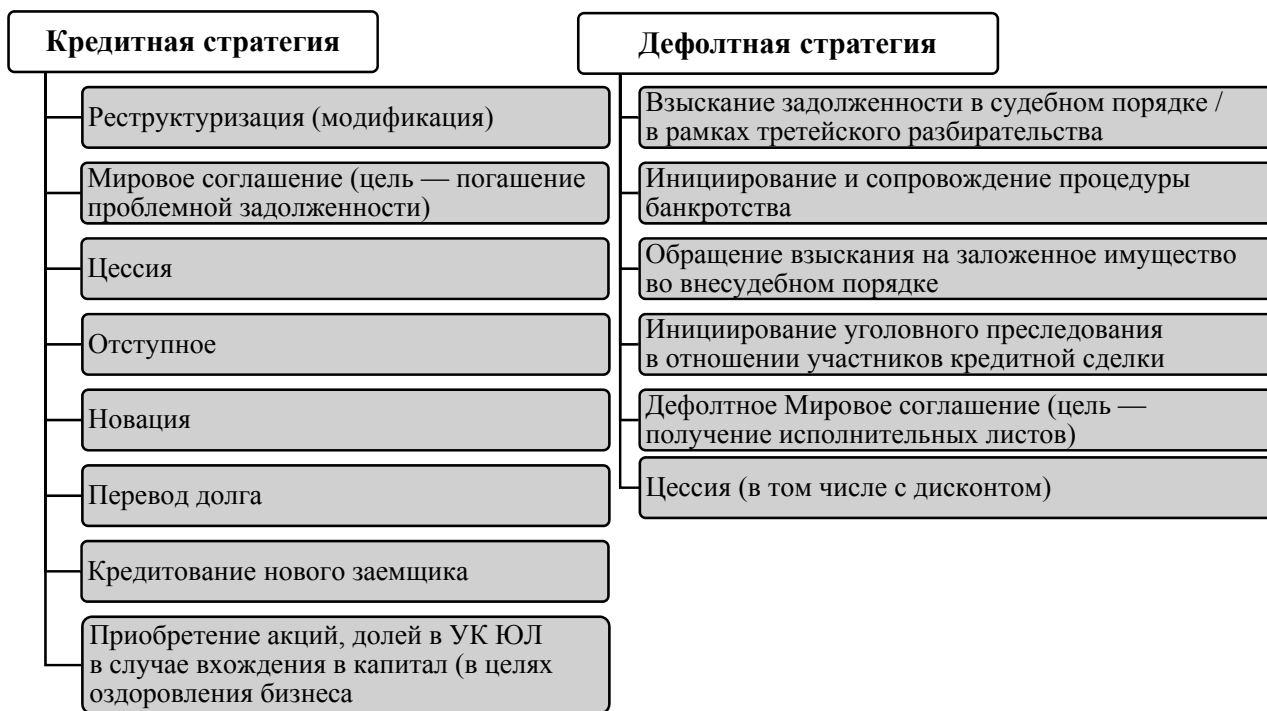 Кредитная стратегия
Реструктуризация (модификация)
Мировое соглашение (цель — погашение
проблемной задолженности)
Цессия
Отступное
Новация
Перевод долга
Кредитование нового заемщика
Приобретение акций, долей в УК ЮЛ
в случае вхождения в капитал (в целях
оздоровления бизнеса
Дефолтная стратегия
Взыскание задолженности в судебном порядке /
в рамках третейского разбирательства
Инициирование и сопровождение процедуры
банкротства
Обращение взыскания на заложенное имущество
во внесудебном порядке
Инициирование уголовного преследования
в отношении участников кредитной сделки
Дефолтное Мировое соглашение (цель —
получение исполнительных листов)
Цессия (в том числе с дисконтом)